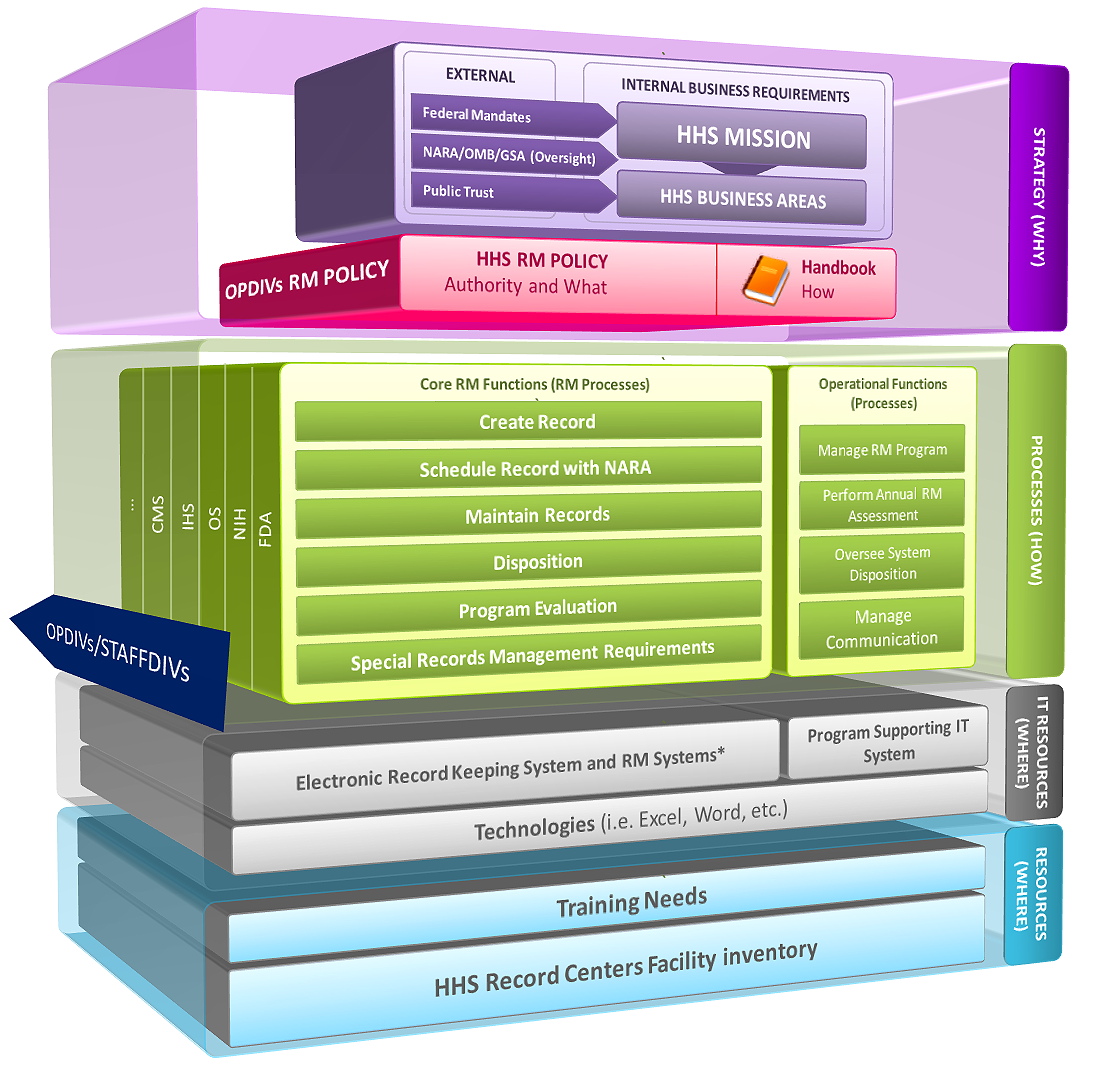 EXTERNAL
Federal Mandates
NARA/OMB/GSA (Oversight)
Public Trust
INTERNAL BUSINESS REQUIREMENTS
HHS MISSION
HHS BUSINESS AREAS
STRATEGY (WHY)
OPDIVs RM POLICY
HHS RM POLICY
Authority and What
Handbook
How
...
CMS
IHS
OS
NIH
FDA
Core RM Functions (RM Processes)
Create Record
Schedule Record with NARA
Maintain Records
Disposition
Program Evaluation
Special Records Management Requirements
Operational Functions
(Processes)
Manage RM Program
Perform Annual RM
Assessment
Oversee System
Disposition
Manage
Communication
PROCESSES (HOW)
OPDIVs/STAFFDIVs
Electronic Record Keeping System and RM Systems*
Program Supporting IT
System
Technologies (i.e. Excel, Word, etc.)
IT RESOURCES
(WHERE)
Training Needs
HHS Record Centers Facility inventory
RESOURCES
(WHERE)